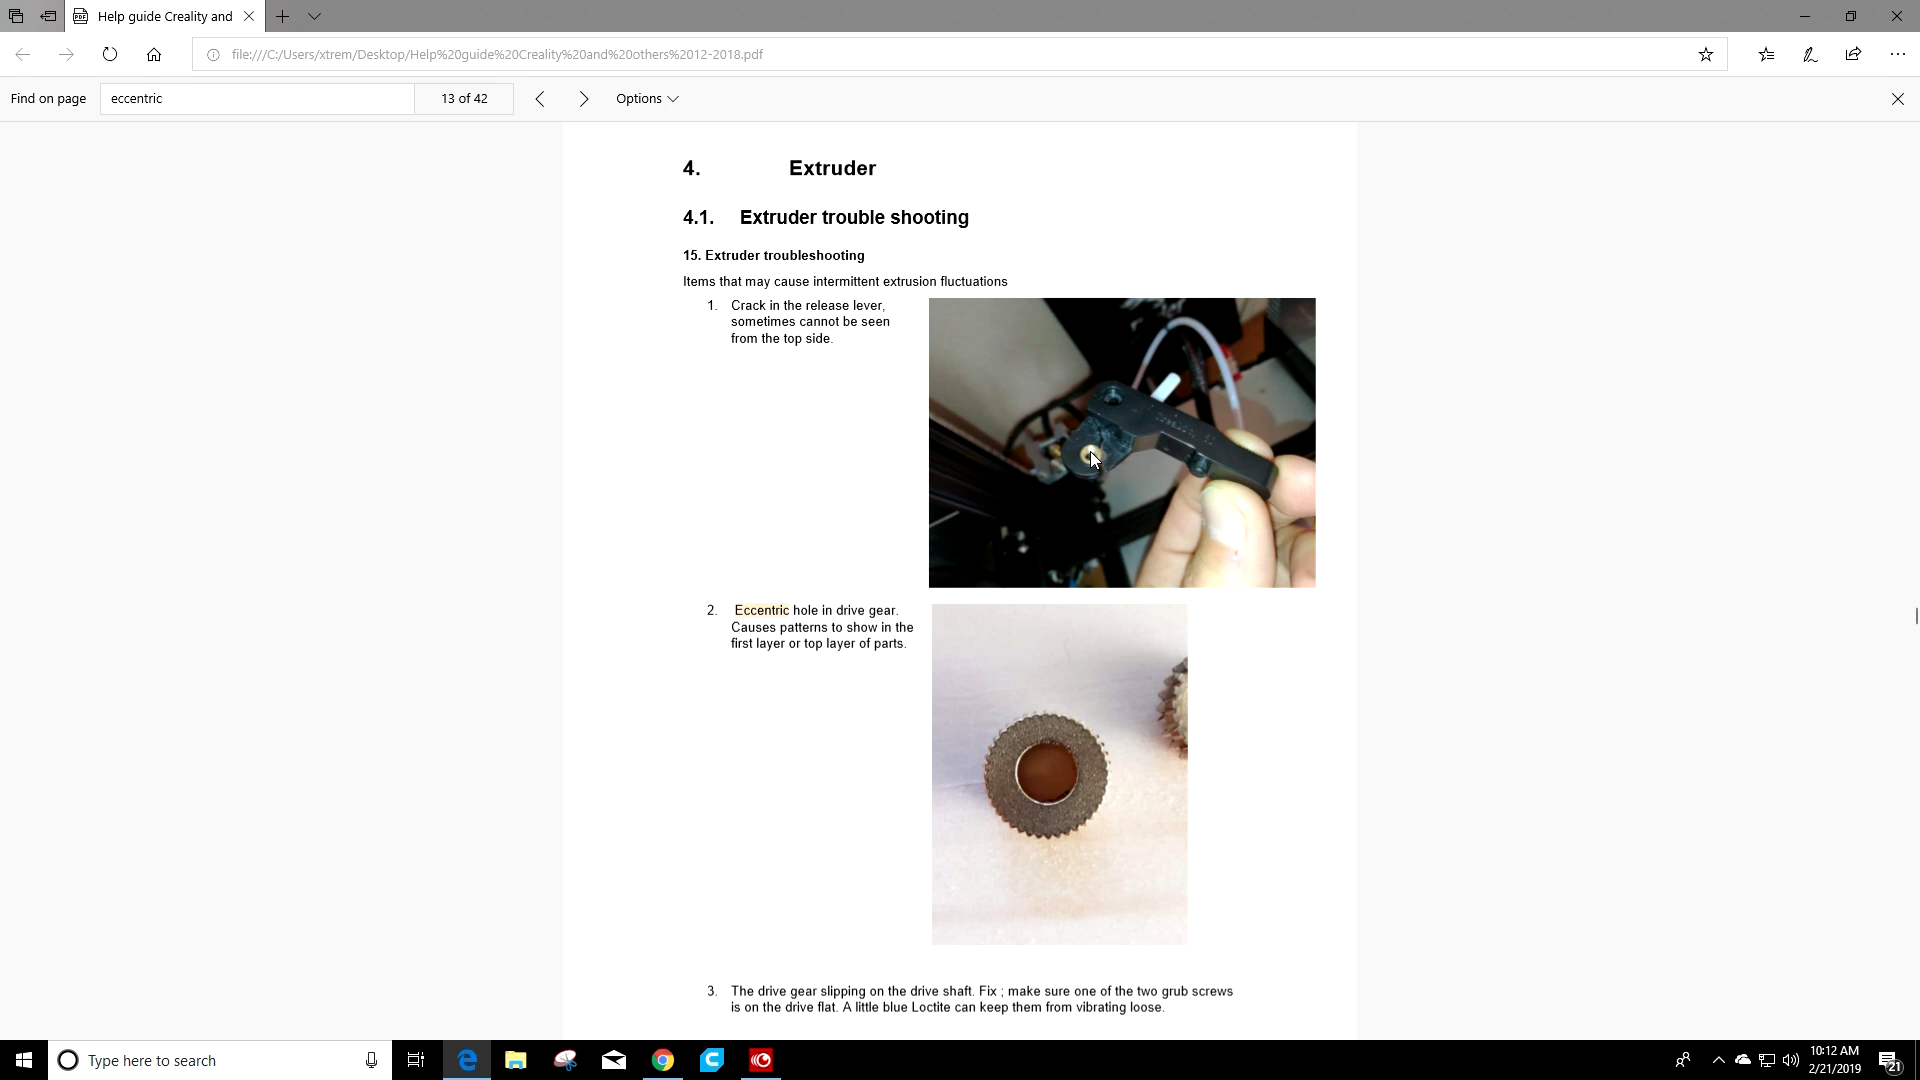 Help guide Creality and
file:///C:/Users/xtrem/Desktop/Help%20guide%20Creality%20and%20others%2012-2018.pdf
Find on page
eccentric
13 of 42
Options
4. Extruder
4.1. Extruder trouble shooting
15. Extruder troubleshooting
Items that may cause intermittent extrusion fluctuations
1. Crack in the release lever,
sometimes cannot be seen
from the top side.
2. Eccentric hole in drive gear.
Causes patterns to show in the
first layer or top layer of parts.
3. The drive gear slipping on the drive shaft. Fix ; make sure one of the two grub screws
is on the drive flat. A little blue Loctite can keep them from vibrating loose.
Type here to search
10:12 AM
2/21/2019
21